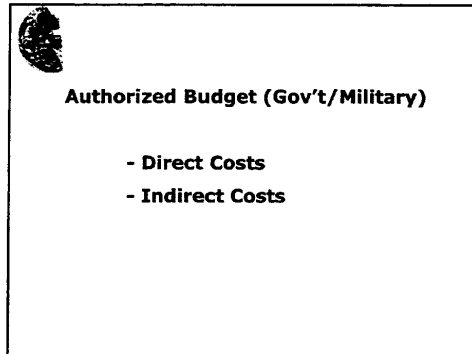 Authorized Budget (Gov't/Military)
- Direct Costs
- Indirect Costs